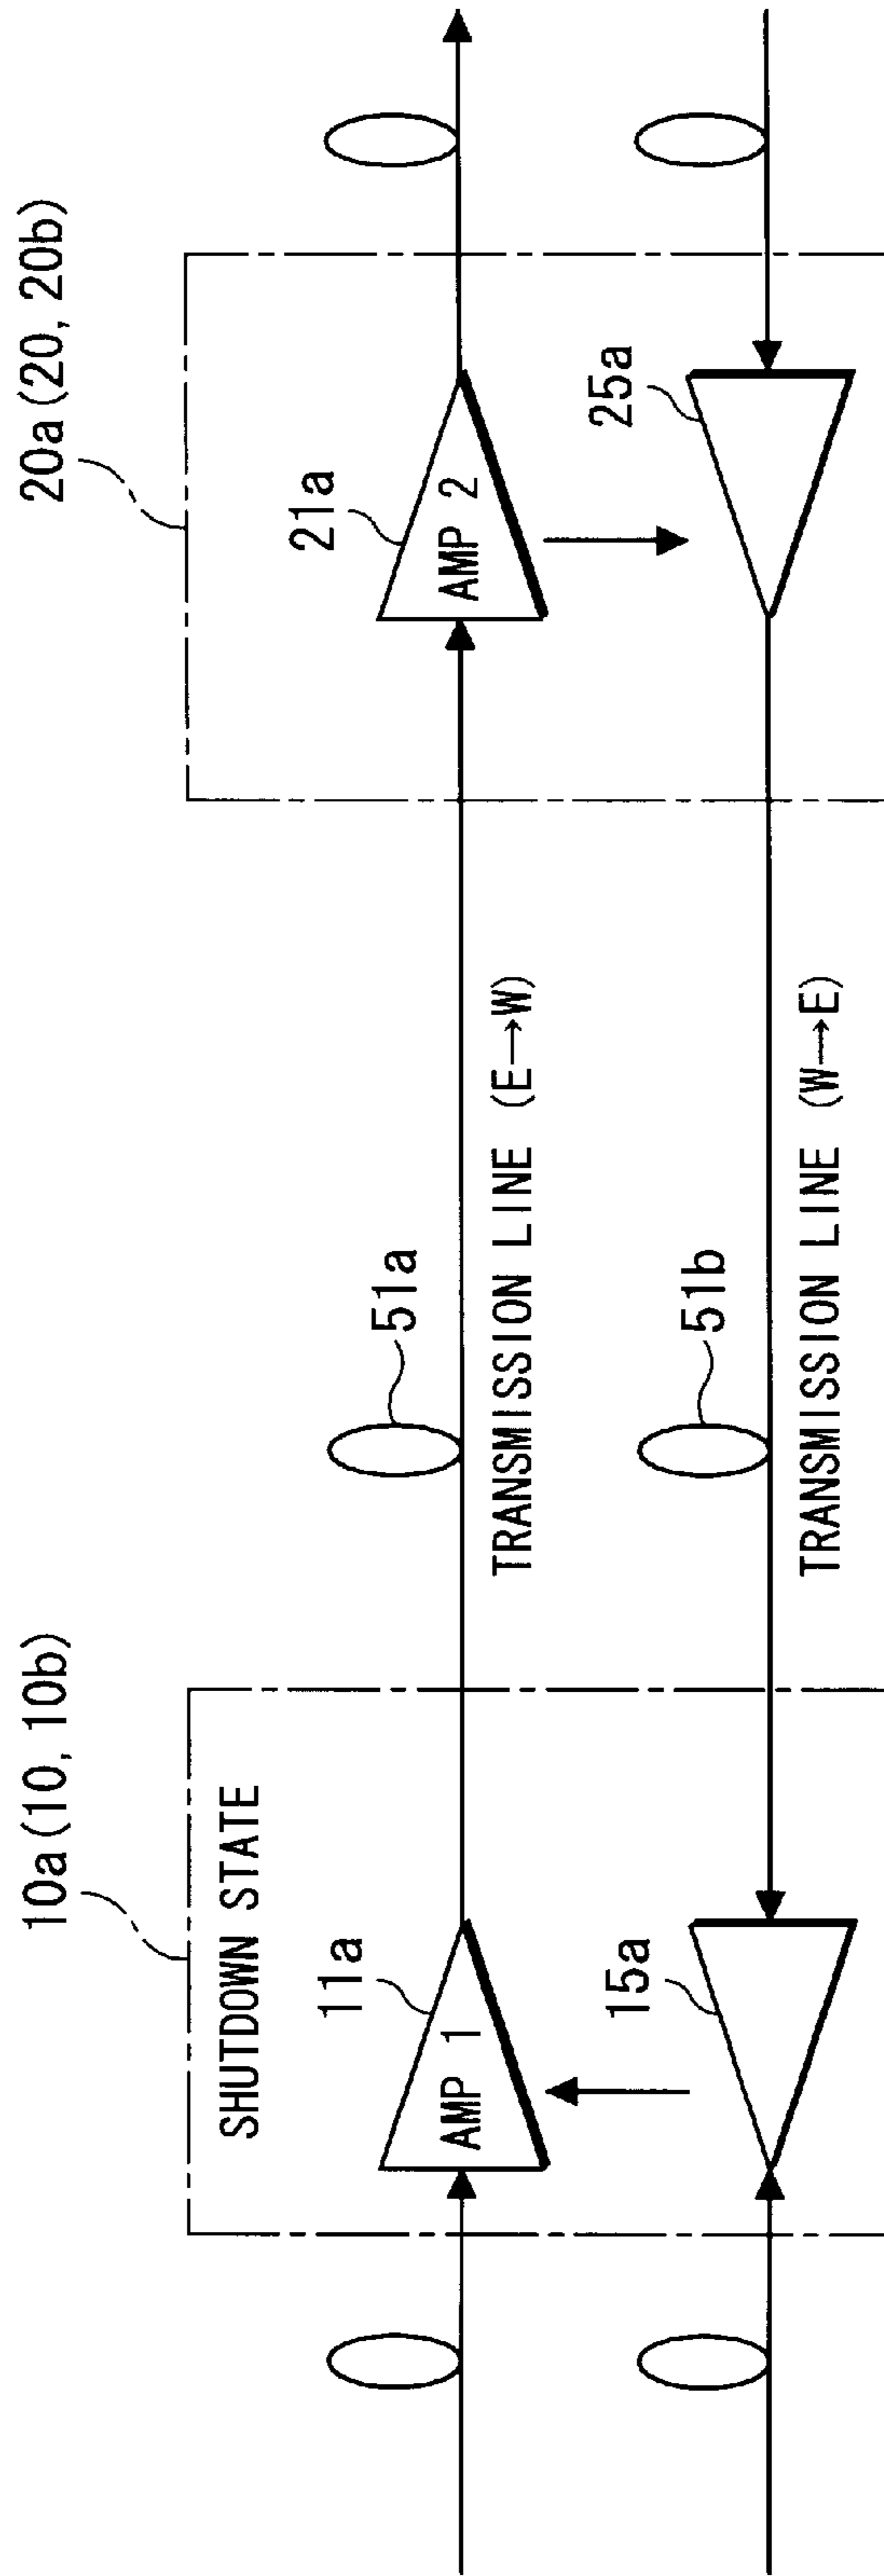 10a(10, 10b)
20a(20, 20b)
SHUTDOWN STATE
11a
AMP 1
51a
TRANSMISSION LINE (E→W)
21a
AMP 2
15a
51b
TRANSMISSION LINE (W→E)
25a